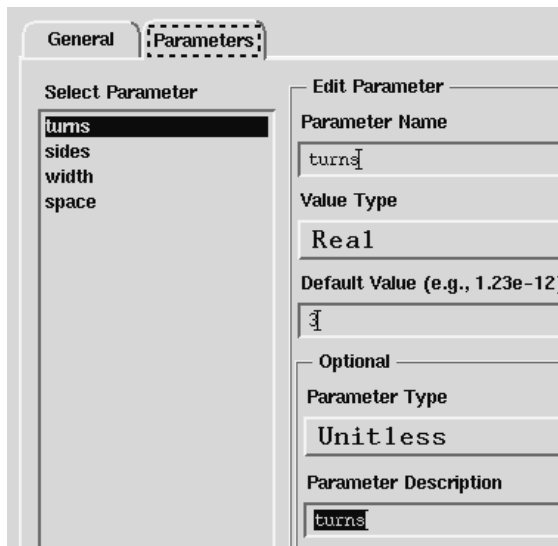 General
Parameters
Select Parameter
turns
sides
width
space
Edit Parameter
Parameter Name
turns
Value Type
Real
Default Value (e.g., 1.23e-12)
3
Optional
Parameter Type
Unitless
Parameter Description
turns